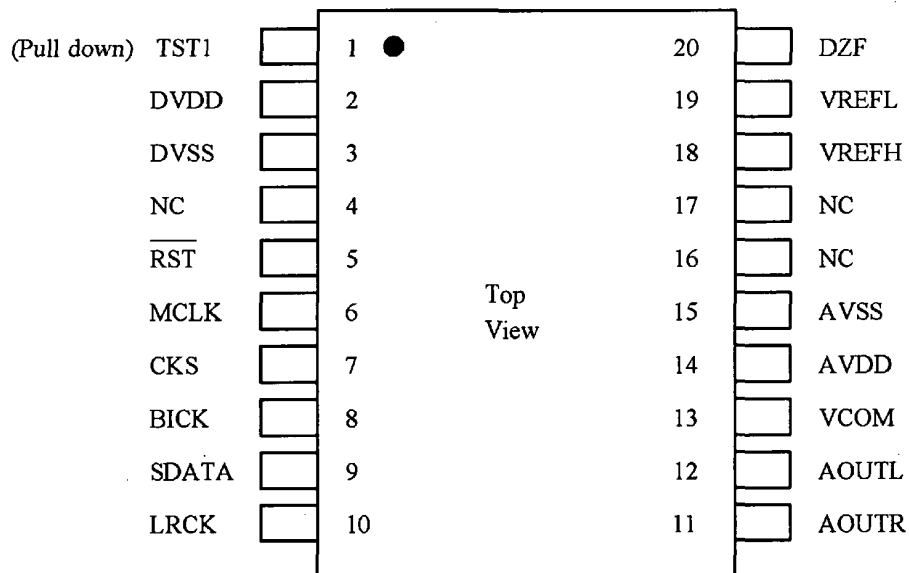 (Pull down) TST1 1 20 DZF
DVDD 2 19 VREFL
DVSS 3 18 VREFH
NC 4 17 NC
RST 5 16 NC
MCLK 6 Top View 15 AVSS
CKS 7 14 AVDD
BICK 8 13 VCOM
SDATA 9 12 AOUTL
LRCK 10 11 AOUTR